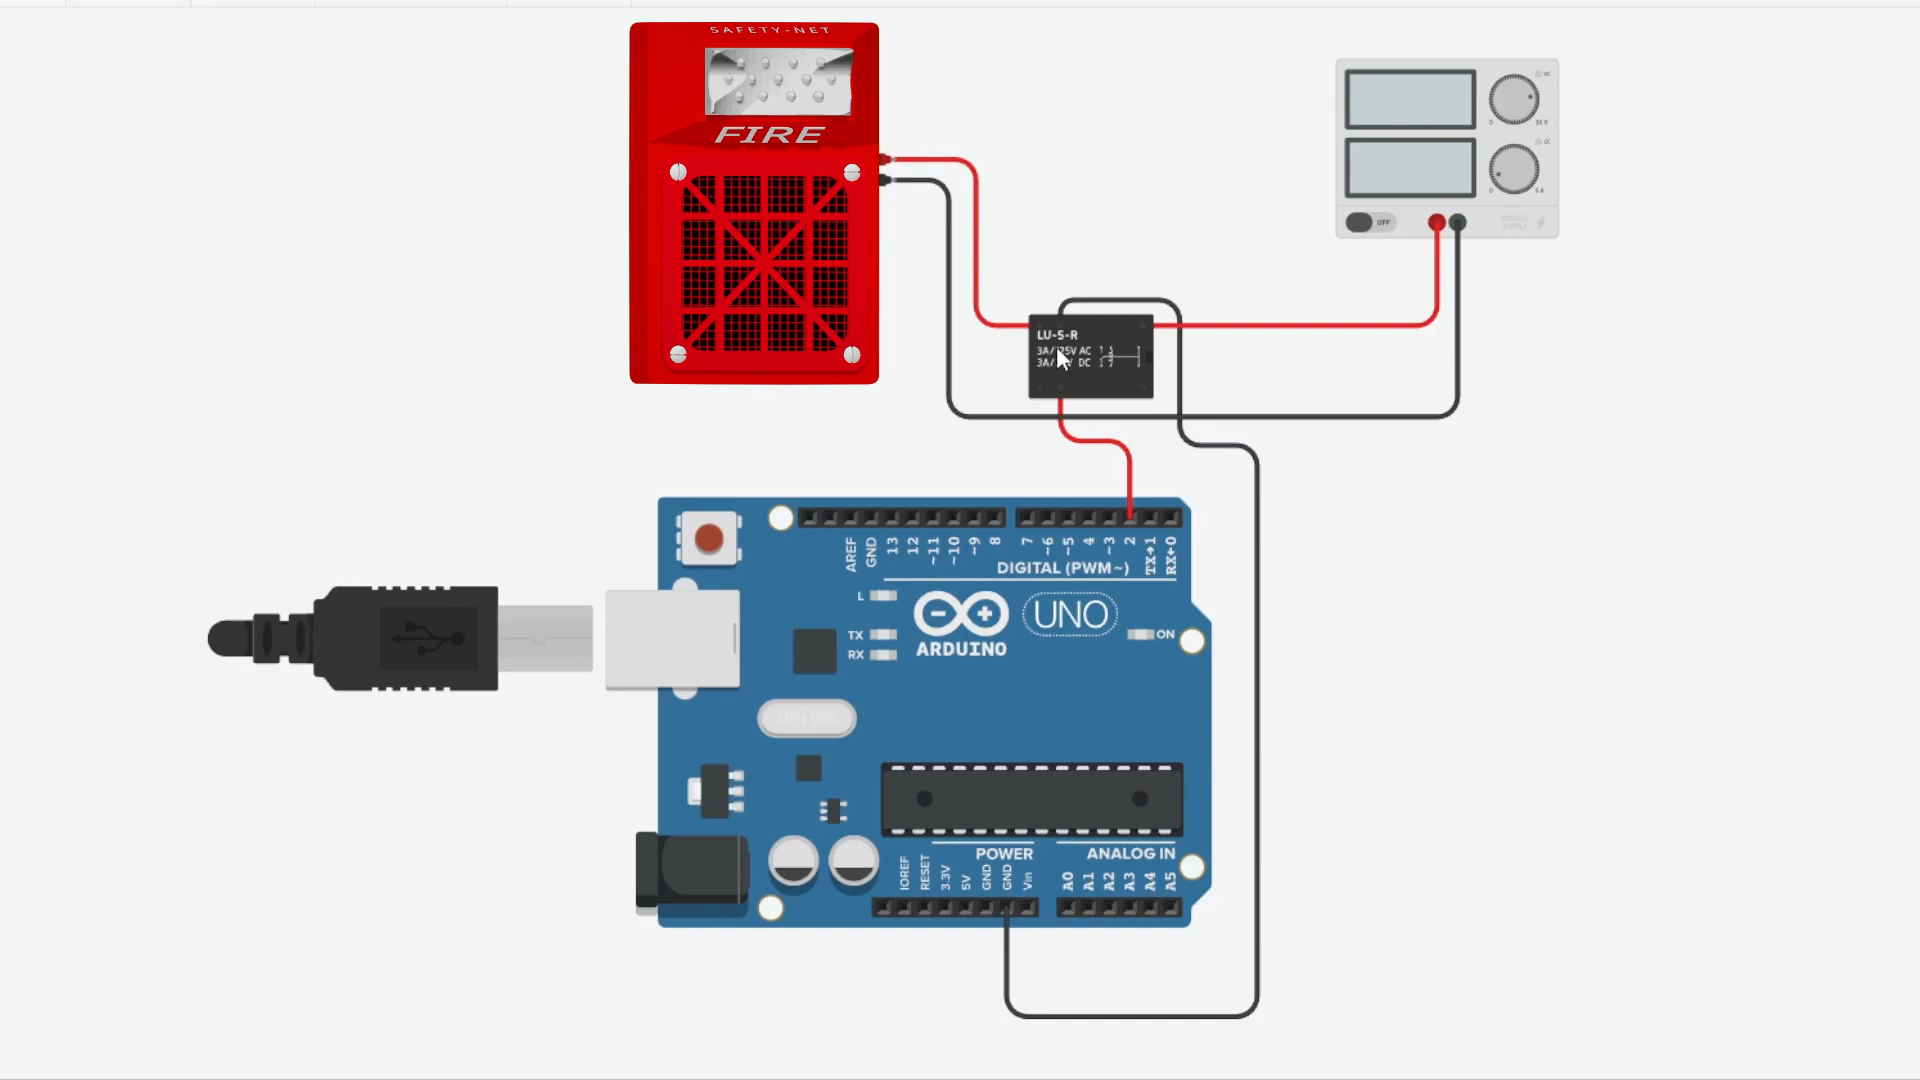 SAFETY-NET
FIRE
OFF
LU-5-R
AREF
GND
13
12
~11
~10
~9
8
7
~6
~5
4
~3
2
TX→1
RX←0
DIGITAL (PWM~)
L
TX
RX
UNO
ON
ARDUINO
POWER
ANALOG IN
IOREF
RESET
3.3V
5V
GND
GND
Vin
A0
A1
A2
A3
A4
A5